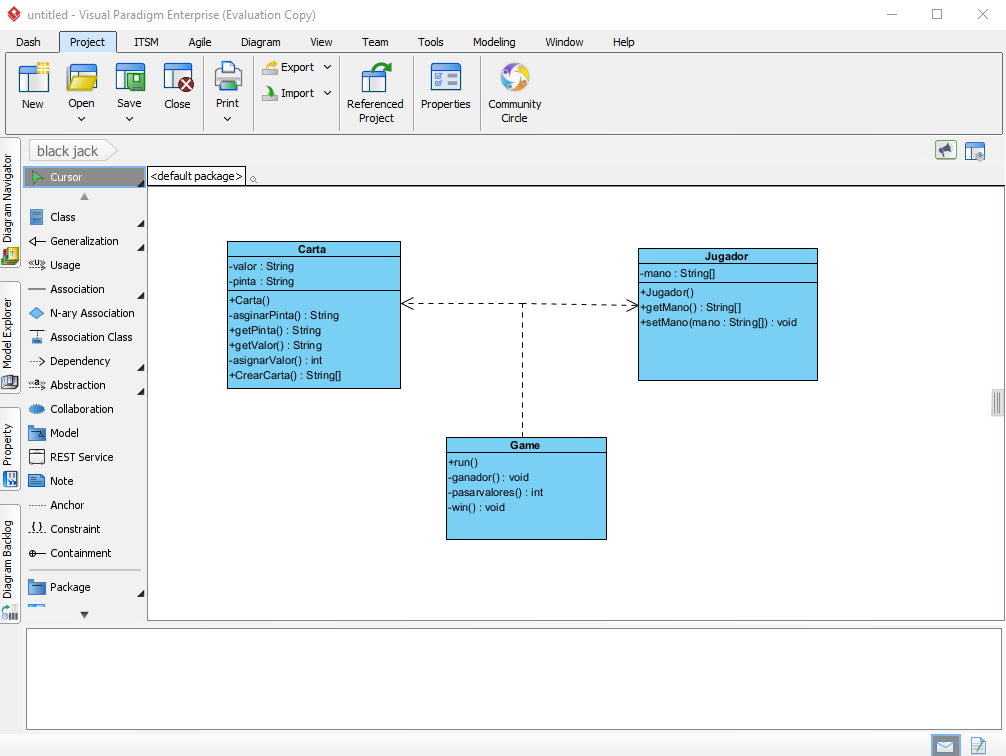 untitled - Visual Paradigm Enterprise (Evaluation Copy)
Dash Project ITSM Agile Diagram View Team Tools Modeling Window Help
New Open Save Close Print Export Import Referenced Project Properties Community Circle
black jack
<default package>
Diagram Navigator
Model Explorer
Property
Diagram Backlog
Cursor
Class
Generalization
«u» Usage
Association
N-ary Association
Association Class
Dependency
«a» Abstraction
Collaboration
Model
REST Service
Note
Anchor
{} Constraint
Containment
Package
Carta
-valor : String
-pinta : String
+Carta()
-asginarPinta() : String
+getPinta() : String
+getValor() : String
-asignarValor() : int
+CrearCarta() : String[]
Jugador
-mano : String[]
+Jugador()
+getMano() : String[]
+setMano(mano : String[]) : void
Game
+run()
-ganador() : void
-pasarvalores() : int
-win() : void